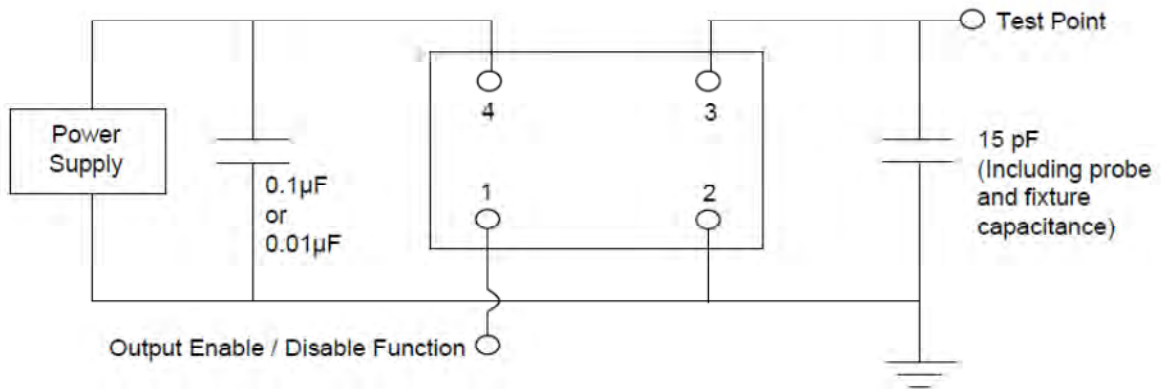 Test Point
4
3
Power
Supply
0.1µF
or
0.01µF
1
2
15 pF
(Including probe
and fixture
capacitance)
Output Enable / Disable Function